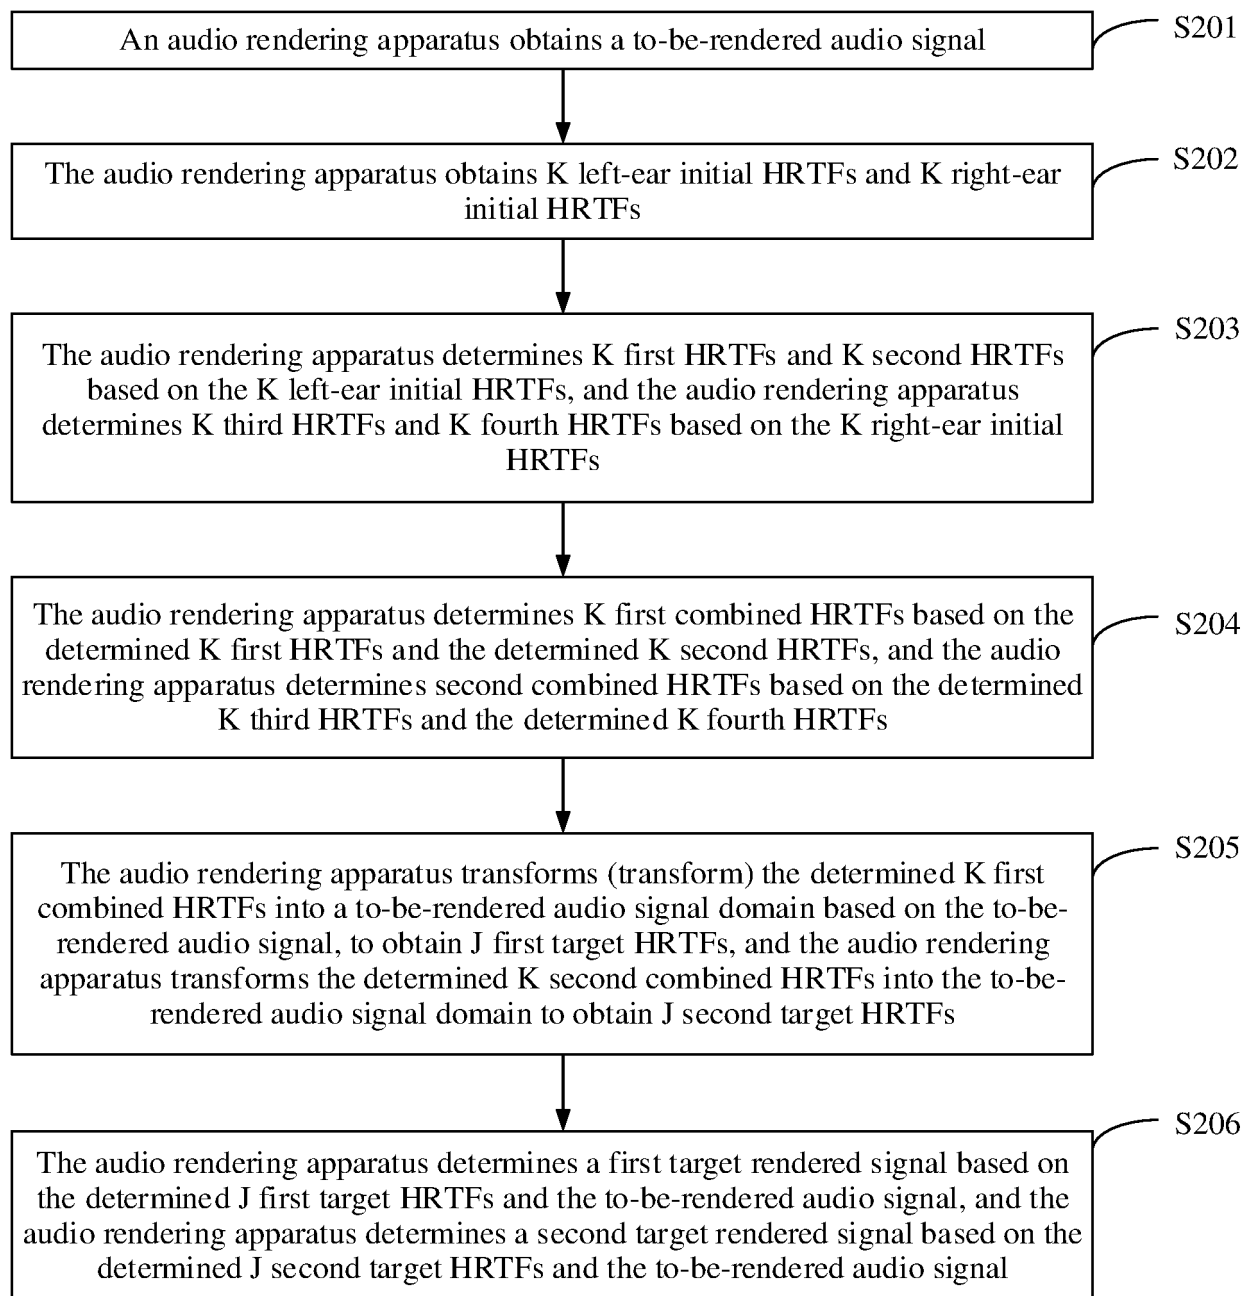 An audio rendering apparatus obtains a to-be-rendered audio signal
S201
The audio rendering apparatus obtains K left-ear initial HRTFs and K right-ear
initial HRTFs
S202
The audio rendering apparatus determines K first HRTFs and K second HRTFs
based on the K left-ear initial HRTFs, and the audio rendering apparatus
determines K third HRTFs and K fourth HRTFs based on the K right-ear initial
HRTFs
S203
The audio rendering apparatus determines K first combined HRTFs based on the
determined K first HRTFs and the determined K second HRTFs, and the audio
rendering apparatus determines second combined HRTFs based on the determined
K third HRTFs and the determined K fourth HRTFs
S204
The audio rendering apparatus transforms (transform) the determined K first
combined HRTFs into a to-be-rendered audio signal domain based on the to-be-
rendered audio signal, to obtain J first target HRTFs, and the audio rendering
apparatus transforms the determined K second combined HRTFs into the to-be-
rendered audio signal domain to obtain J second target HRTFs
S205
The audio rendering apparatus determines a first target rendered signal based on
the determined J first target HRTFs and the to-be-rendered audio signal, and the
audio rendering apparatus determines a second target rendered signal based on the
determined J second target HRTFs and the to-be-rendered audio signal
S206